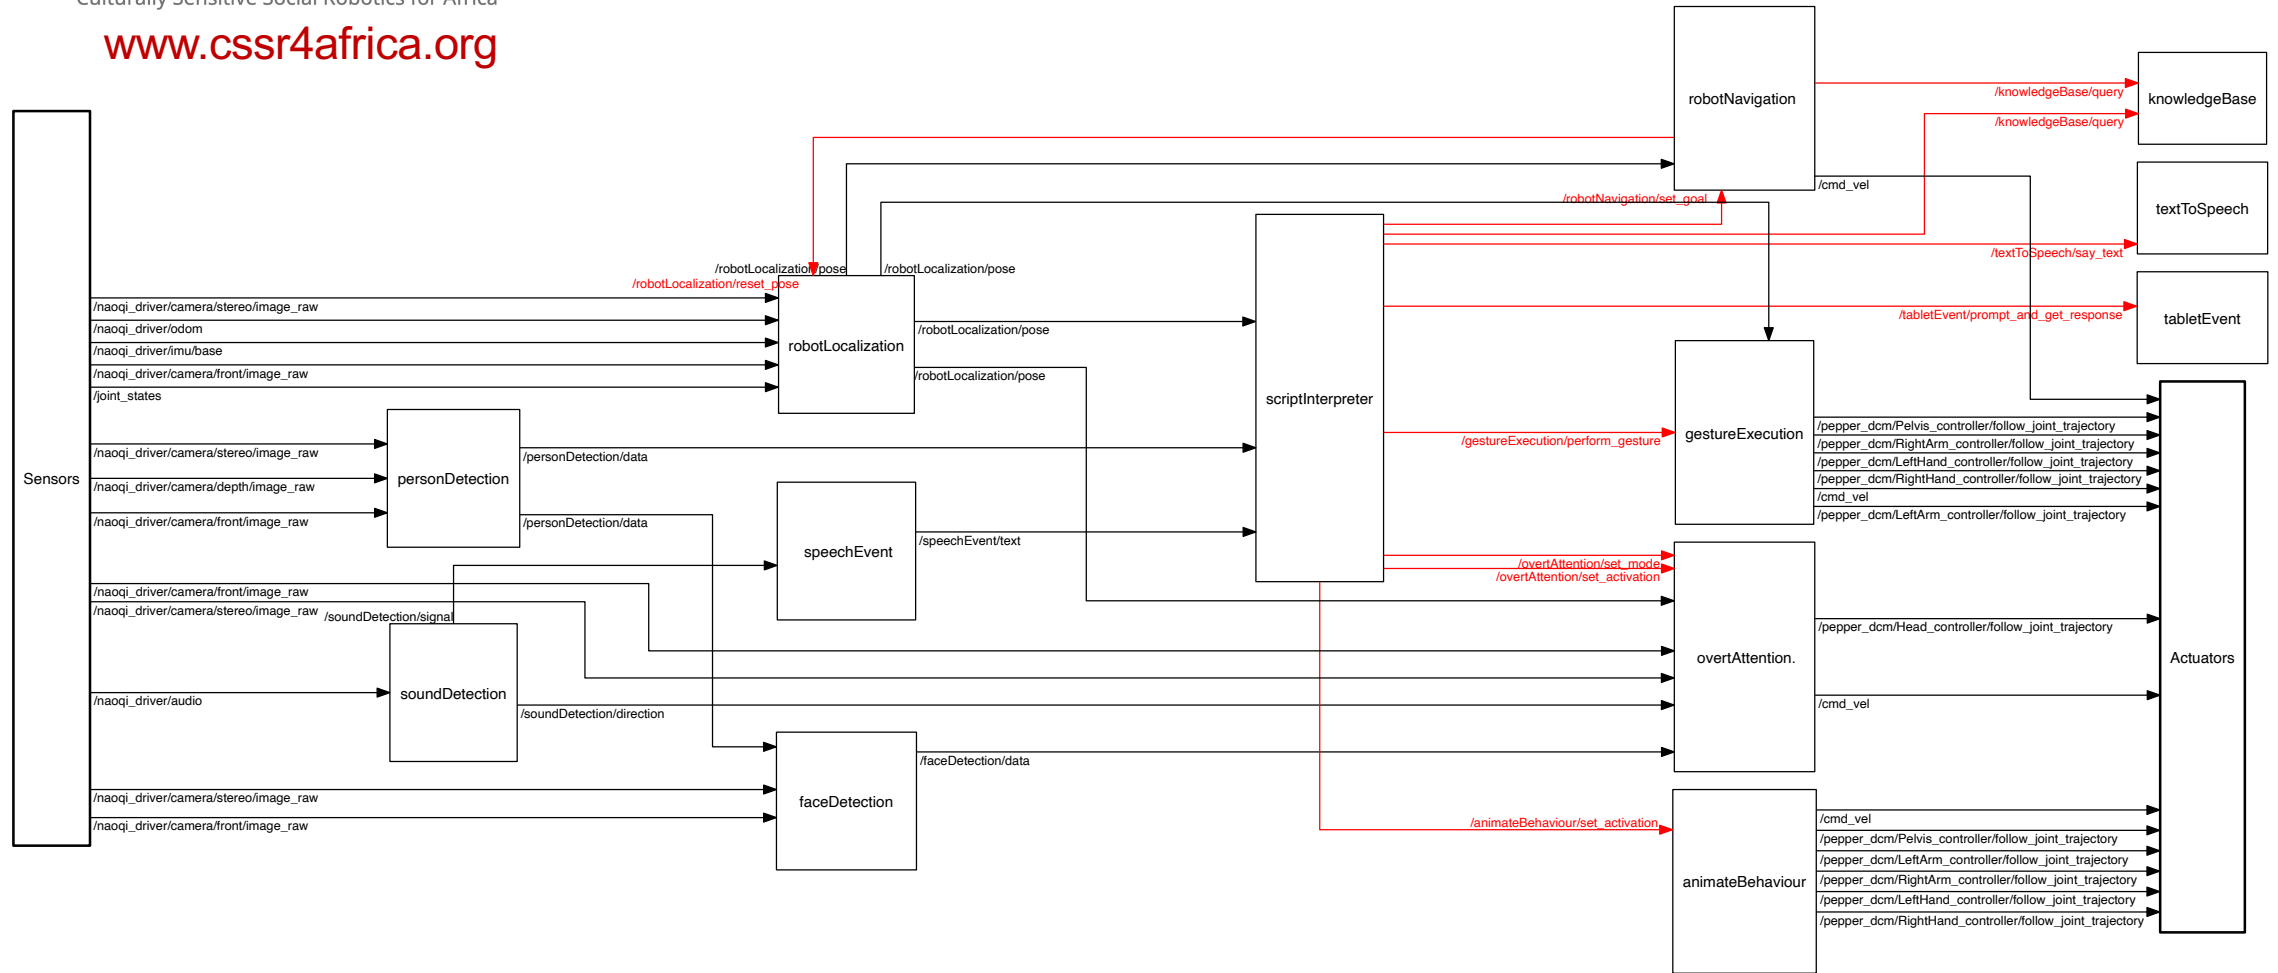 Culturally Sensitive Social Robotics for Africa
www.cssr4africa.org
robotNavigation
/knowledgeBase/query
/knowledgeBase/query
knowledgeBase
/cmd_vel
/robotNavigation/set_goal
textToSpeech
/textToSpeech/say_text
/robotLocalization/pose
/robotLocalization/pose
/robotLocalization/reset_pose
/naoqi_driver/camera/stereo/image_raw
/naoqi_driver/odom
/naoqi_driver/imu/base
/naoqi_driver/camera/front/image_raw
/joint_states
robotLocalization
/robotLocalization/pose
/robotLocalization/pose
scriptInterpreter
/tabletEvent/prompt_and_get_response
tabletEvent
/gestureExecution/perform_gesture
gestureExecution
/pepper_dcm/Pelvis_controller/follow_joint_trajectory
/pepper_dcm/RightArm_controller/follow_joint_trajectory
/pepper_dcm/LeftHand_controller/follow_joint_trajectory
/pepper_dcm/RightHand_controller/follow_joint_trajectory
/cmd_vel
/pepper_dcm/LeftArm_controller/follow_joint_trajectory
Sensors
/naoqi_driver/camera/stereo/image_raw
/naoqi_driver/camera/depth/image_raw
/naoqi_driver/camera/front/image_raw
personDetection
/personDetection/data
/personDetection/data
speechEvent
/speechEvent/text
/overtAttention/set_mode
/overtAttention/set_activation
/naoqi_driver/camera/front/image_raw
/naoqi_driver/camera/stereo/image_raw
/soundDetection/signal
/naoqi_driver/audio
soundDetection
/soundDetection/direction
overtAttention.
/pepper_dcm/Head_controller/follow_joint_trajectory
/cmd_vel
Actuators
/faceDetection/data
faceDetection
/naoqi_driver/camera/stereo/image_raw
/naoqi_driver/camera/front/image_raw
/animateBehaviour/set_activation
animateBehaviour
/cmd_vel
/pepper_dcm/Pelvis_controller/follow_joint_trajectory
/pepper_dcm/LeftArm_controller/follow_joint_trajectory
/pepper_dcm/RightArm_controller/follow_joint_trajectory
/pepper_dcm/LeftHand_controller/follow_joint_trajectory
/pepper_dcm/RightHand_controller/follow_joint_trajectory